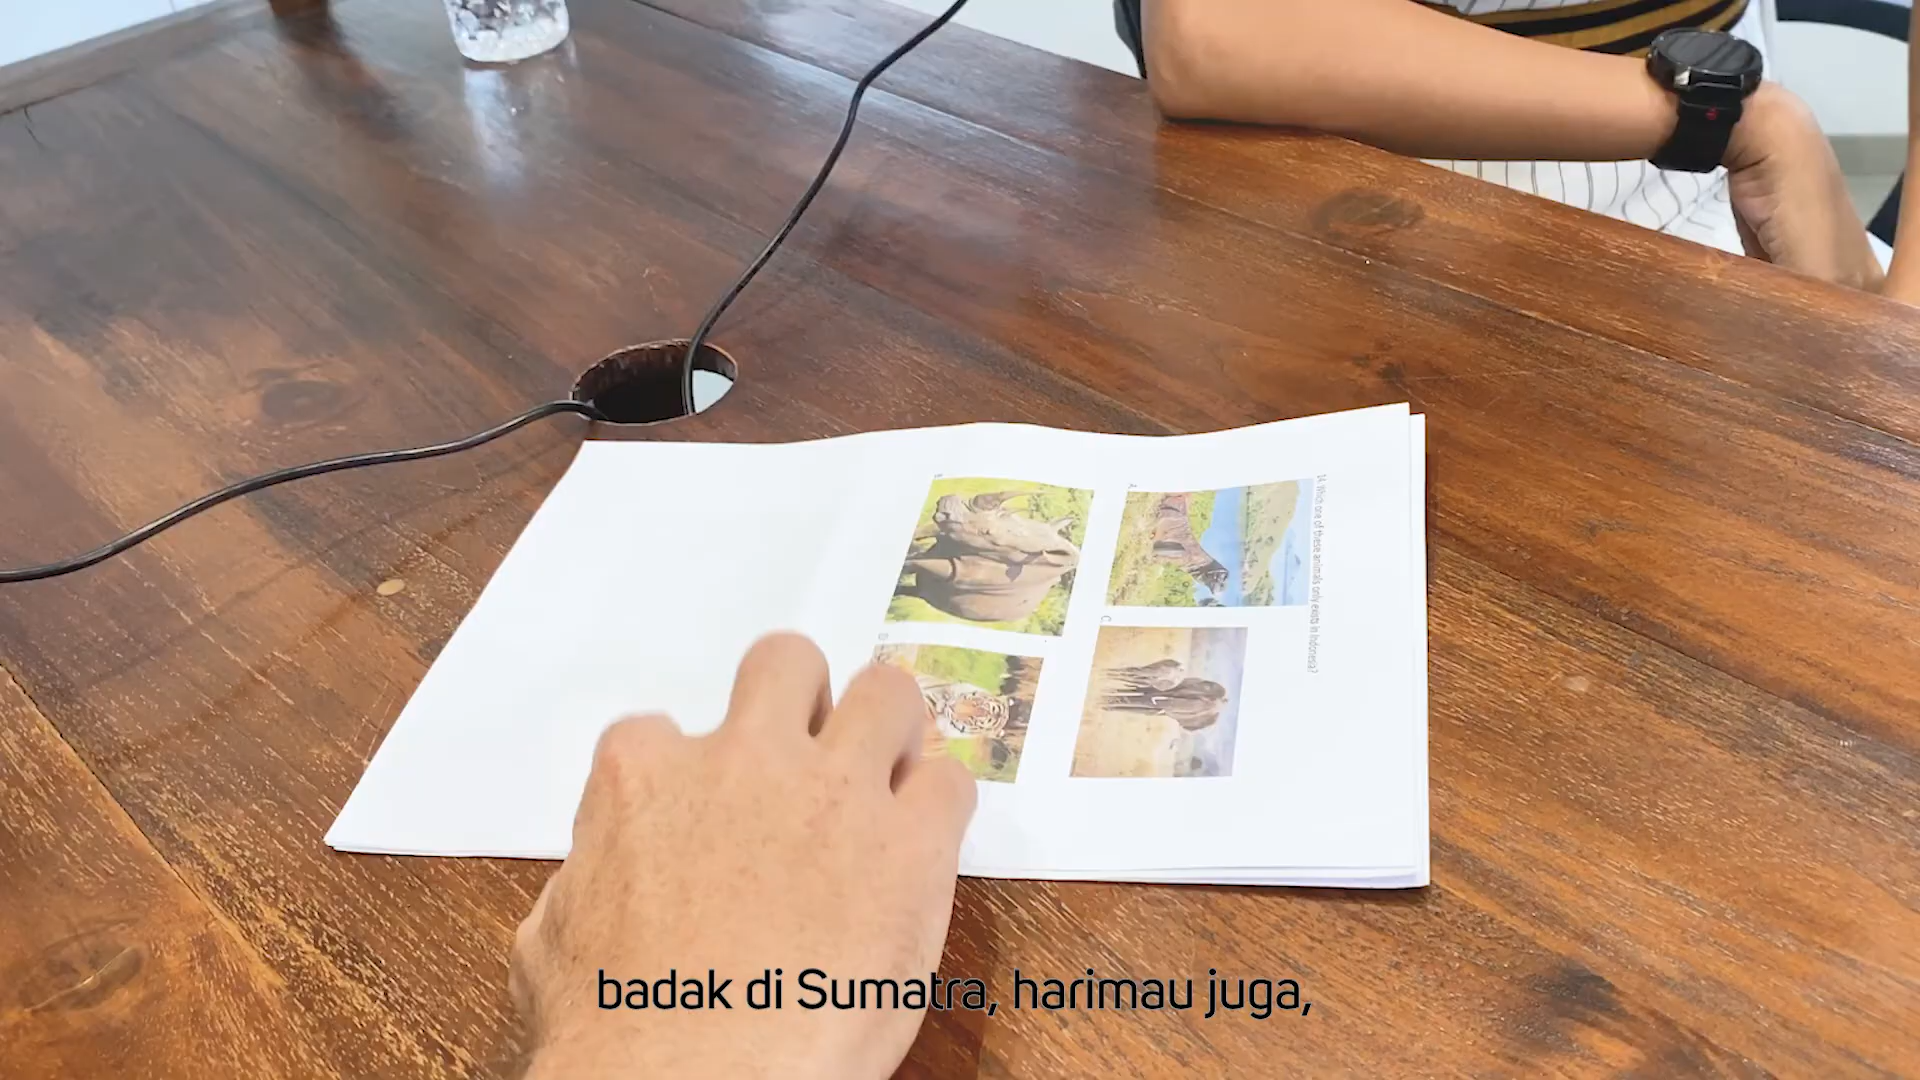 14. Which one of these animals only exists in Indonesia?
A.
B.
C.
D.
badak di Sumatra, harimau juga,